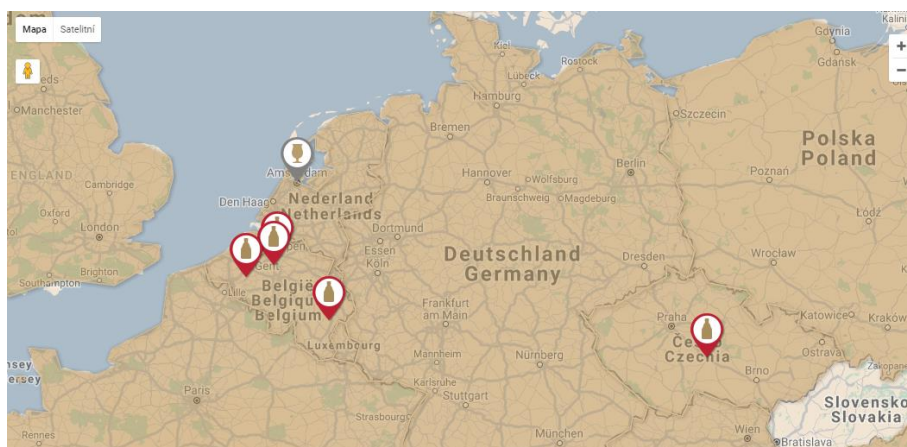 Mapa
Satelitní
Kiel
Rostock
Gdynia
Gdańsk
Lübeck
Hamburg
Szczecin
Manchester
Bremen
Polska
Poland
ENGLAND
Cambridge
Amsterdam
Berlin
Poznań
Oxford
Den Haag
Nederland
Netherlands
Hannover
Wolfsburg
Braunschweig
Magdeburg
London
Łódź
Dortmund
Essen
Brighton
Gent
Köln
Deutschland
Germany
Dresden
Wrocław
Southampton
Lille
België
Belgique
Belgium
Frankfurt
am Main
Praha
Katowice
Kraków
Česko
Czechia
Luxembourg
Ostrava
Mannheim
Nürnberg
Brno
Zakopane
Paris
Karlsruhe
Stuttgart
Slovensko
Slovakia
Strasbourg
Rennes
München
Wien
Bratislava